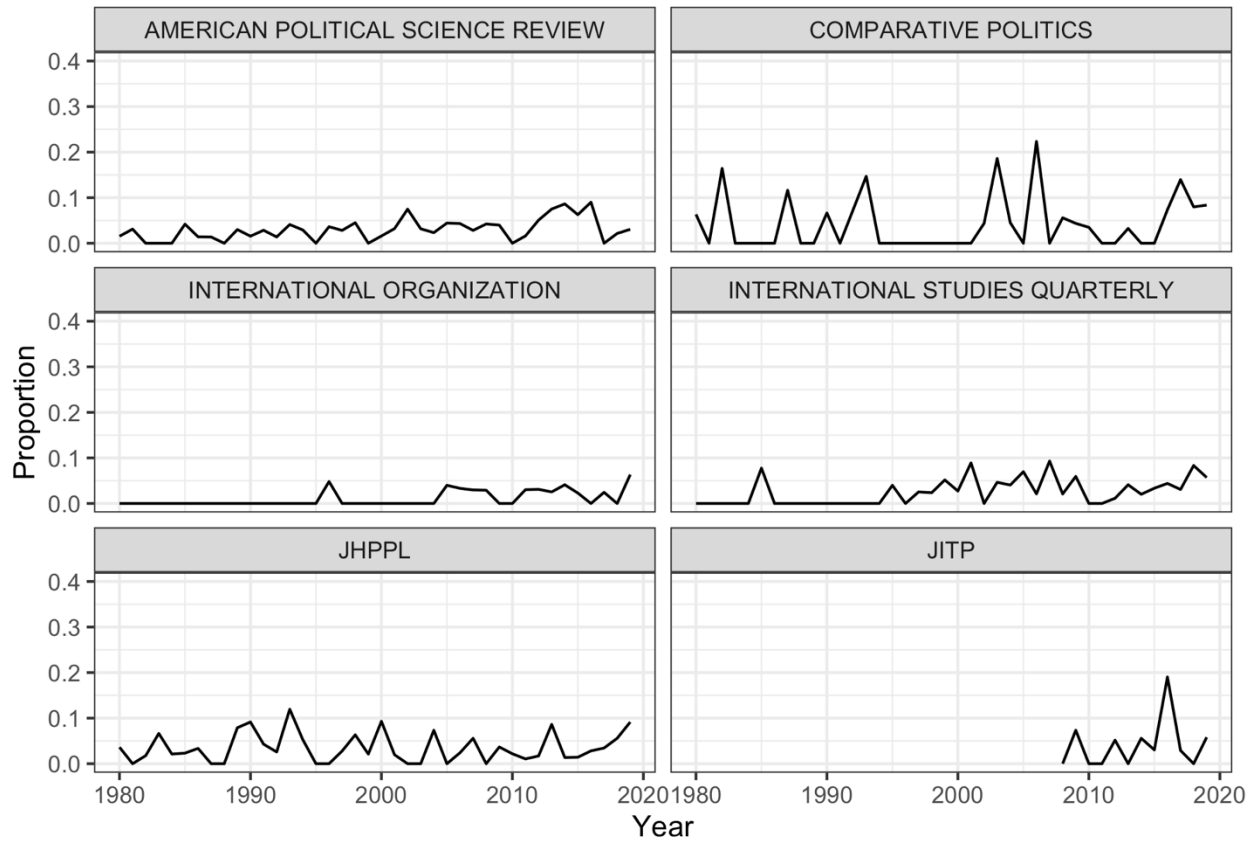 AMERICAN POLITICAL SCIENCE REVIEW
COMPARATIVE POLITICS
0.4
0.3
0.2
0.1
0.0
INTERNATIONAL ORGANIZATION
INTERNATIONAL STUDIES QUARTERLY
0.4
0.3
0.2
0.1
0.0
Proportion
JHPPL
JITP
0.4
0.3
0.2
0.1
0.0
1980 1990 2000 2010 2020 1980 1990 2000 2010 2020
Year